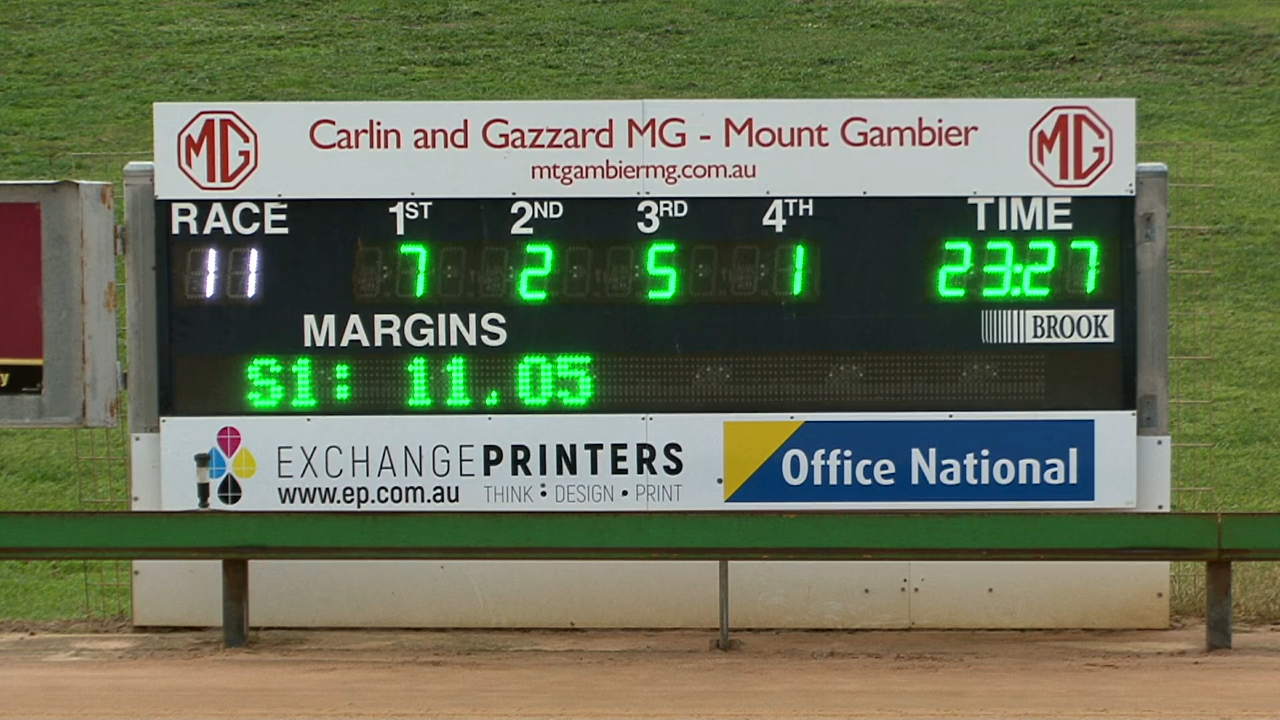 MG Carlin and Gazzard MG - Mount Gambier MG
mtgambiermg.com.au
RACE 1ST 2ND 3RD 4TH TIME
11 7 2 5 1 23:27
MARGINS BROOK
S1: 11.05
EXCHANGEPRINTERS Office National
www.ep.com.au THINK : DESIGN • PRINT